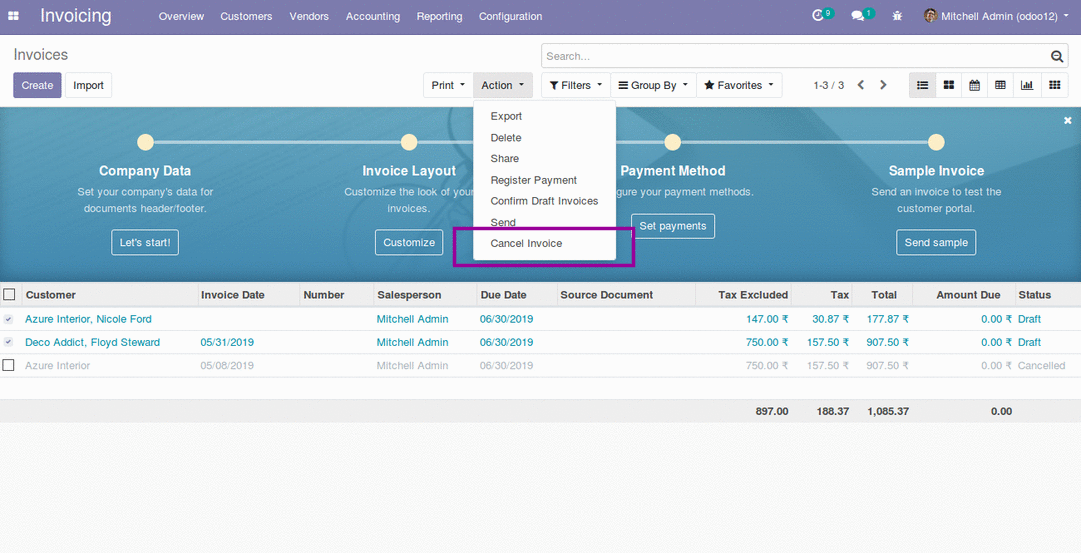 Invoicing Overview Customers Vendors Accounting Reporting Configuration 9 1 Mitchell Admin (odoo12)
Invoices Search...
Create Import Print Action Filters Group By Favorites 1-3 / 3
Export
Delete
Share
Register Payment
Confirm Draft Invoices
Send
Cancel Invoice
Company Data
Set your company's data for
documents header/footer.
Let's start!
Invoice Layout
Customize the look of your
invoices.
Customize
Payment Method
gure your payment methods.
Set payments
Sample Invoice
Send an invoice to test the
customer portal.
Send sample
Customer Invoice Date Number Salesperson Due Date Source Document Tax Excluded Tax Total Amount Due Status
Azure Interior, Nicole Ford Mitchell Admin 06/30/2019 147.00 ₹ 30.87 ₹ 177.87 ₹ 0.00 ₹ Draft
Deco Addict, Floyd Steward 05/31/2019 Mitchell Admin 06/30/2019 750.00 ₹ 157.50 ₹ 907.50 ₹ 0.00 ₹ Draft
Azure Interior 05/08/2019 Mitchell Admin 06/30/2019 750.00 ₹ 157.50 ₹ 907.50 ₹ 0.00 ₹ Cancelled
897.00 188.37 1,085.37 0.00